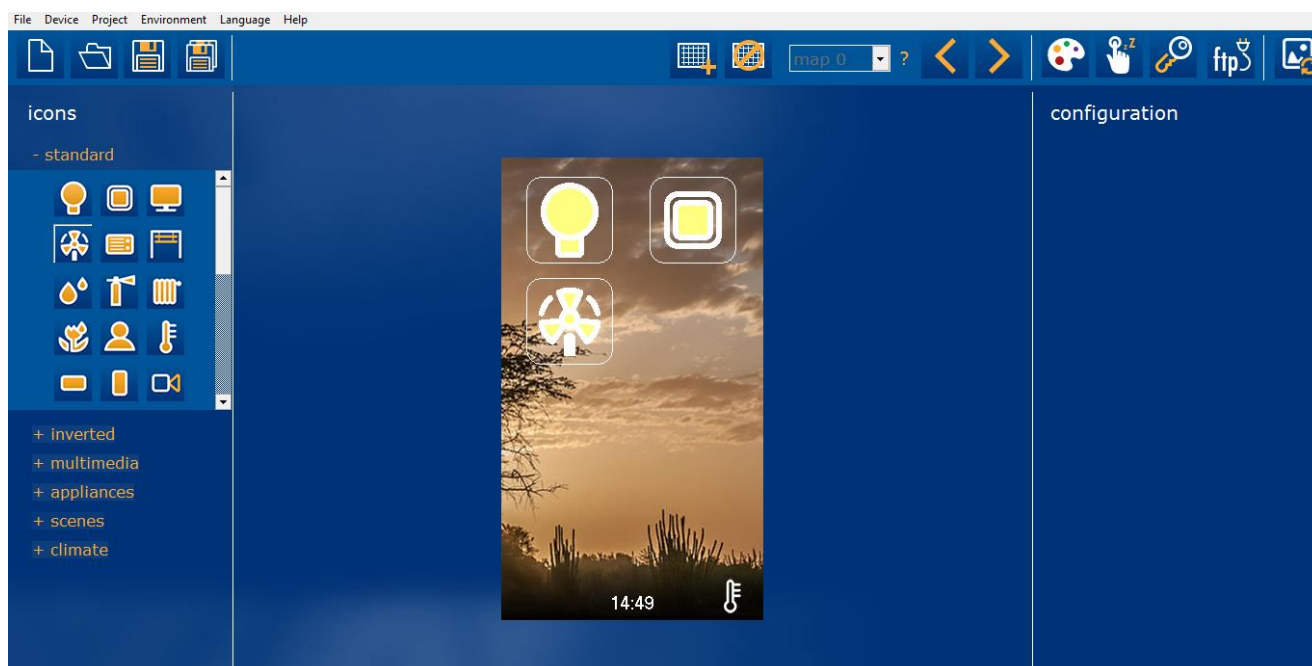 File Device Project Environment Language Help
map 0 ? ftp
icons
configuration
- standard
+ inverted
+ multimedia
+ appliances
+ scenes
+ climate
14:49